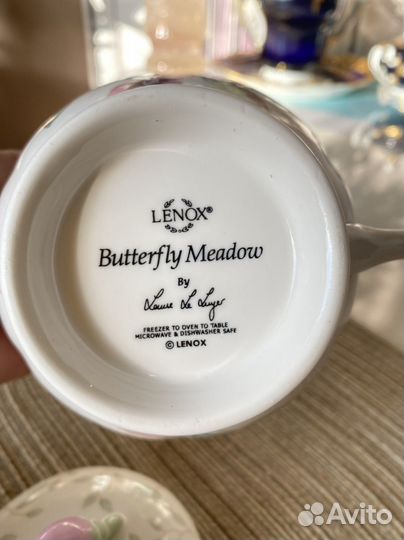 LENOX®
Butterfly Meadow
By
Louise Le Luyer
FREEZER TO OVEN TO TABLE
MICROWAVE & DISHWASHER SAFE
© LENOX
Avito